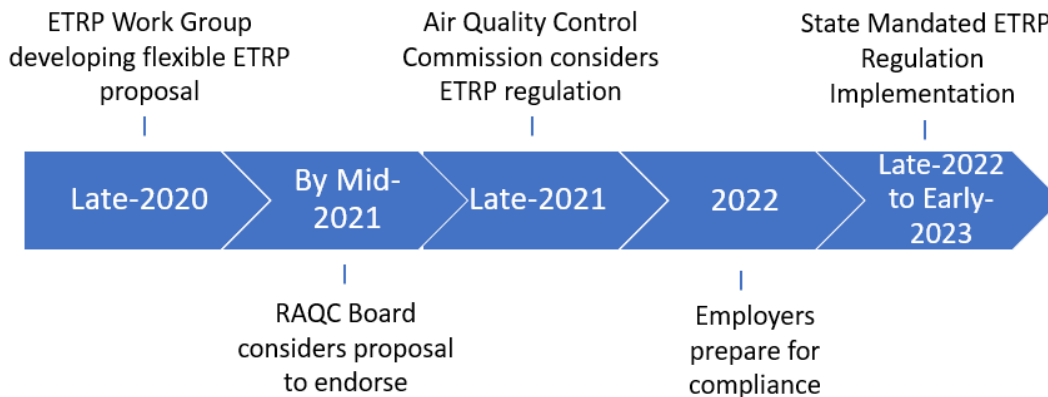 ETRP Work Group
developing flexible ETRP
proposal
Air Quality Control
Commission considers
ETRP regulation
State Mandated ETRP
Regulation
Implementation
Late-2020
By Mid-
2021
Late-2021
2022
Late-2022
to Early-
2023
RAQC Board
considers proposal
to endorse
Employers
prepare for
compliance